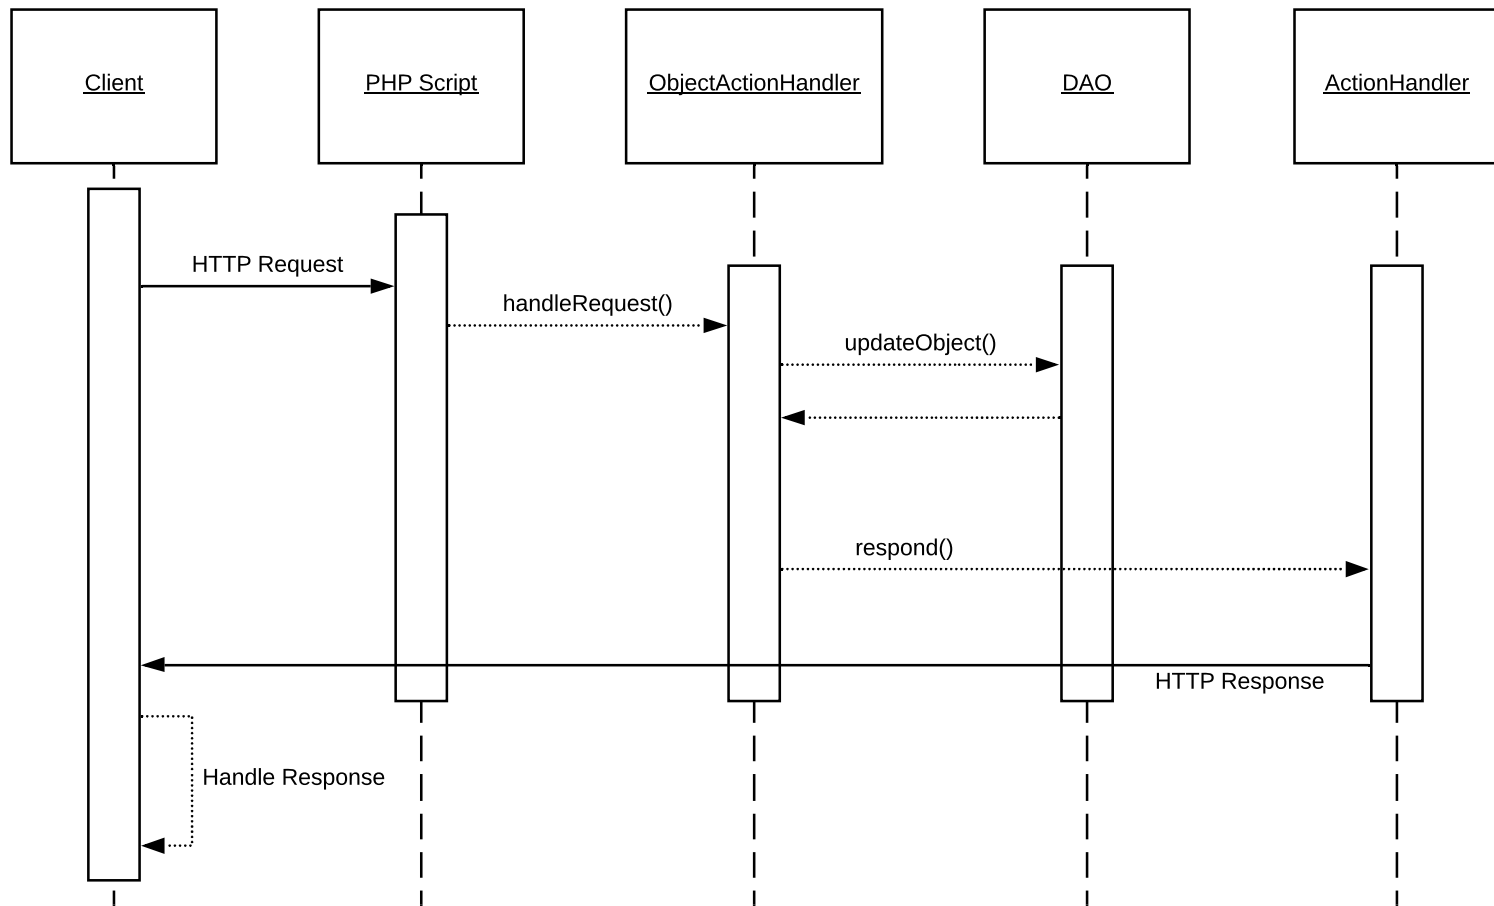 Client
PHP Script
ObjectActionHandler
DAO
ActionHandler
HTTP Request
handleRequest()
updateObject()
respond()
HTTP Response
Handle Response